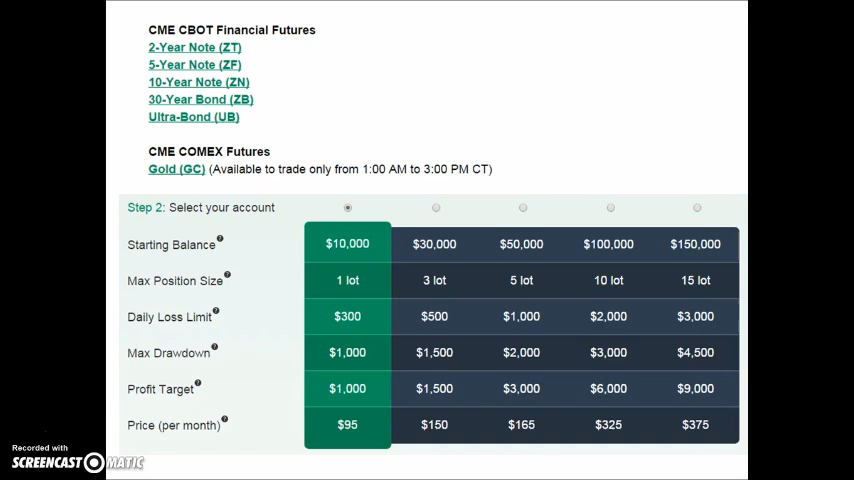 CME CBOT Financial Futures
2-Year Note (ZT)
5-Year Note (ZF)
10-Year Note (ZN)
30-Year Bond (ZB)
Ultra-Bond (UB)
CME COMEX Futures
Gold (GC) (Available to trade only from 1:00 AM to 3:00 PM CT)
Step 2: Select your account
Starting Balance ? $10,000 $30,000 $50,000 $100,000 $150,000
Max Position Size ? 1 lot 3 lot 5 lot 10 lot 15 lot
Daily Loss Limit ? $300 $500 $1,000 $2,000 $3,000
Max Drawdown ? $1,000 $1,500 $2,000 $3,000 $4,500
Profit Target ? $1,000 $1,500 $3,000 $6,000 $9,000
Price (per month) ? $95 $150 $165 $325 $375
Recorded with
SCREENCAST MATIC